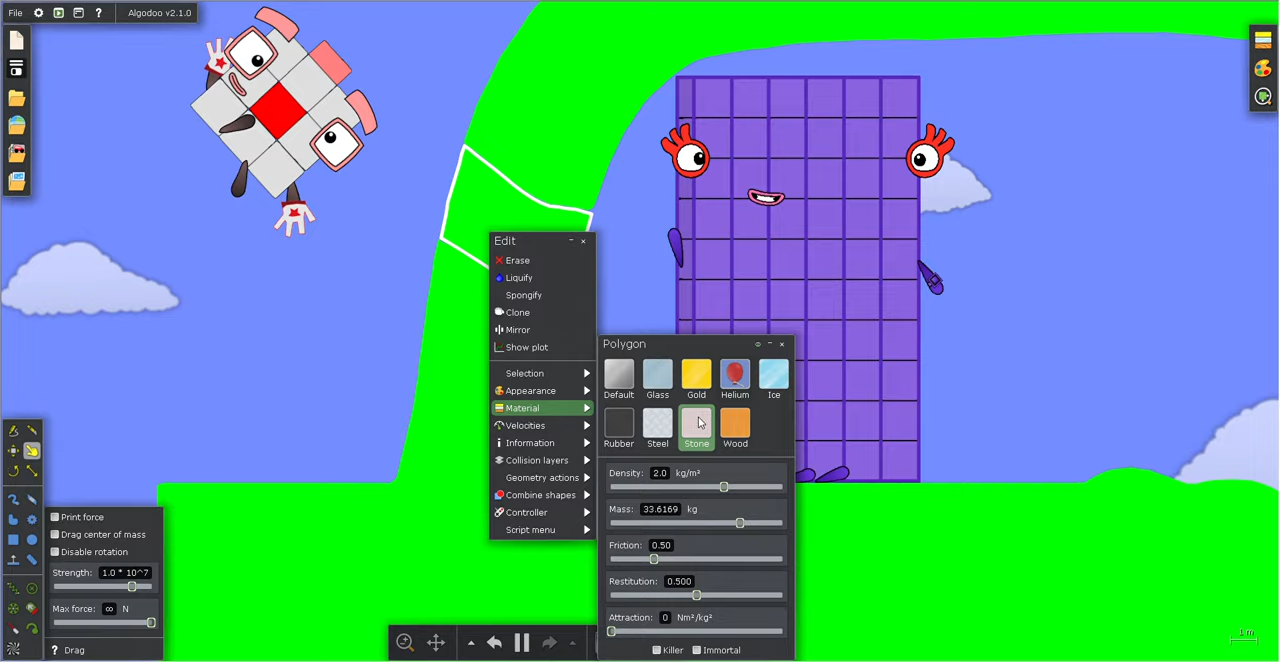 File ? Algodoo v2.1.0
Edit
Erase
Liquify
Spongify
Clone
Mirror
Show plot
Selection
Appearance
Material
Velocities
Information
Collision layers
Geometry actions
Combine shapes
Controller
Script menu
Polygon
Default Glass Gold Helium Ice
Rubber Steel Stone Wood
Density: 2.0 kg/m²
Mass: 33.6169 kg
Friction: 0.50
Restitution: 0.500
Attraction: 0 Nm²/kg²
Killer Immortal
Print force
Drag center of mass
Disable rotation
Strength: 1.0 * 10^7
Max force: ∞ N
? Drag
1 m